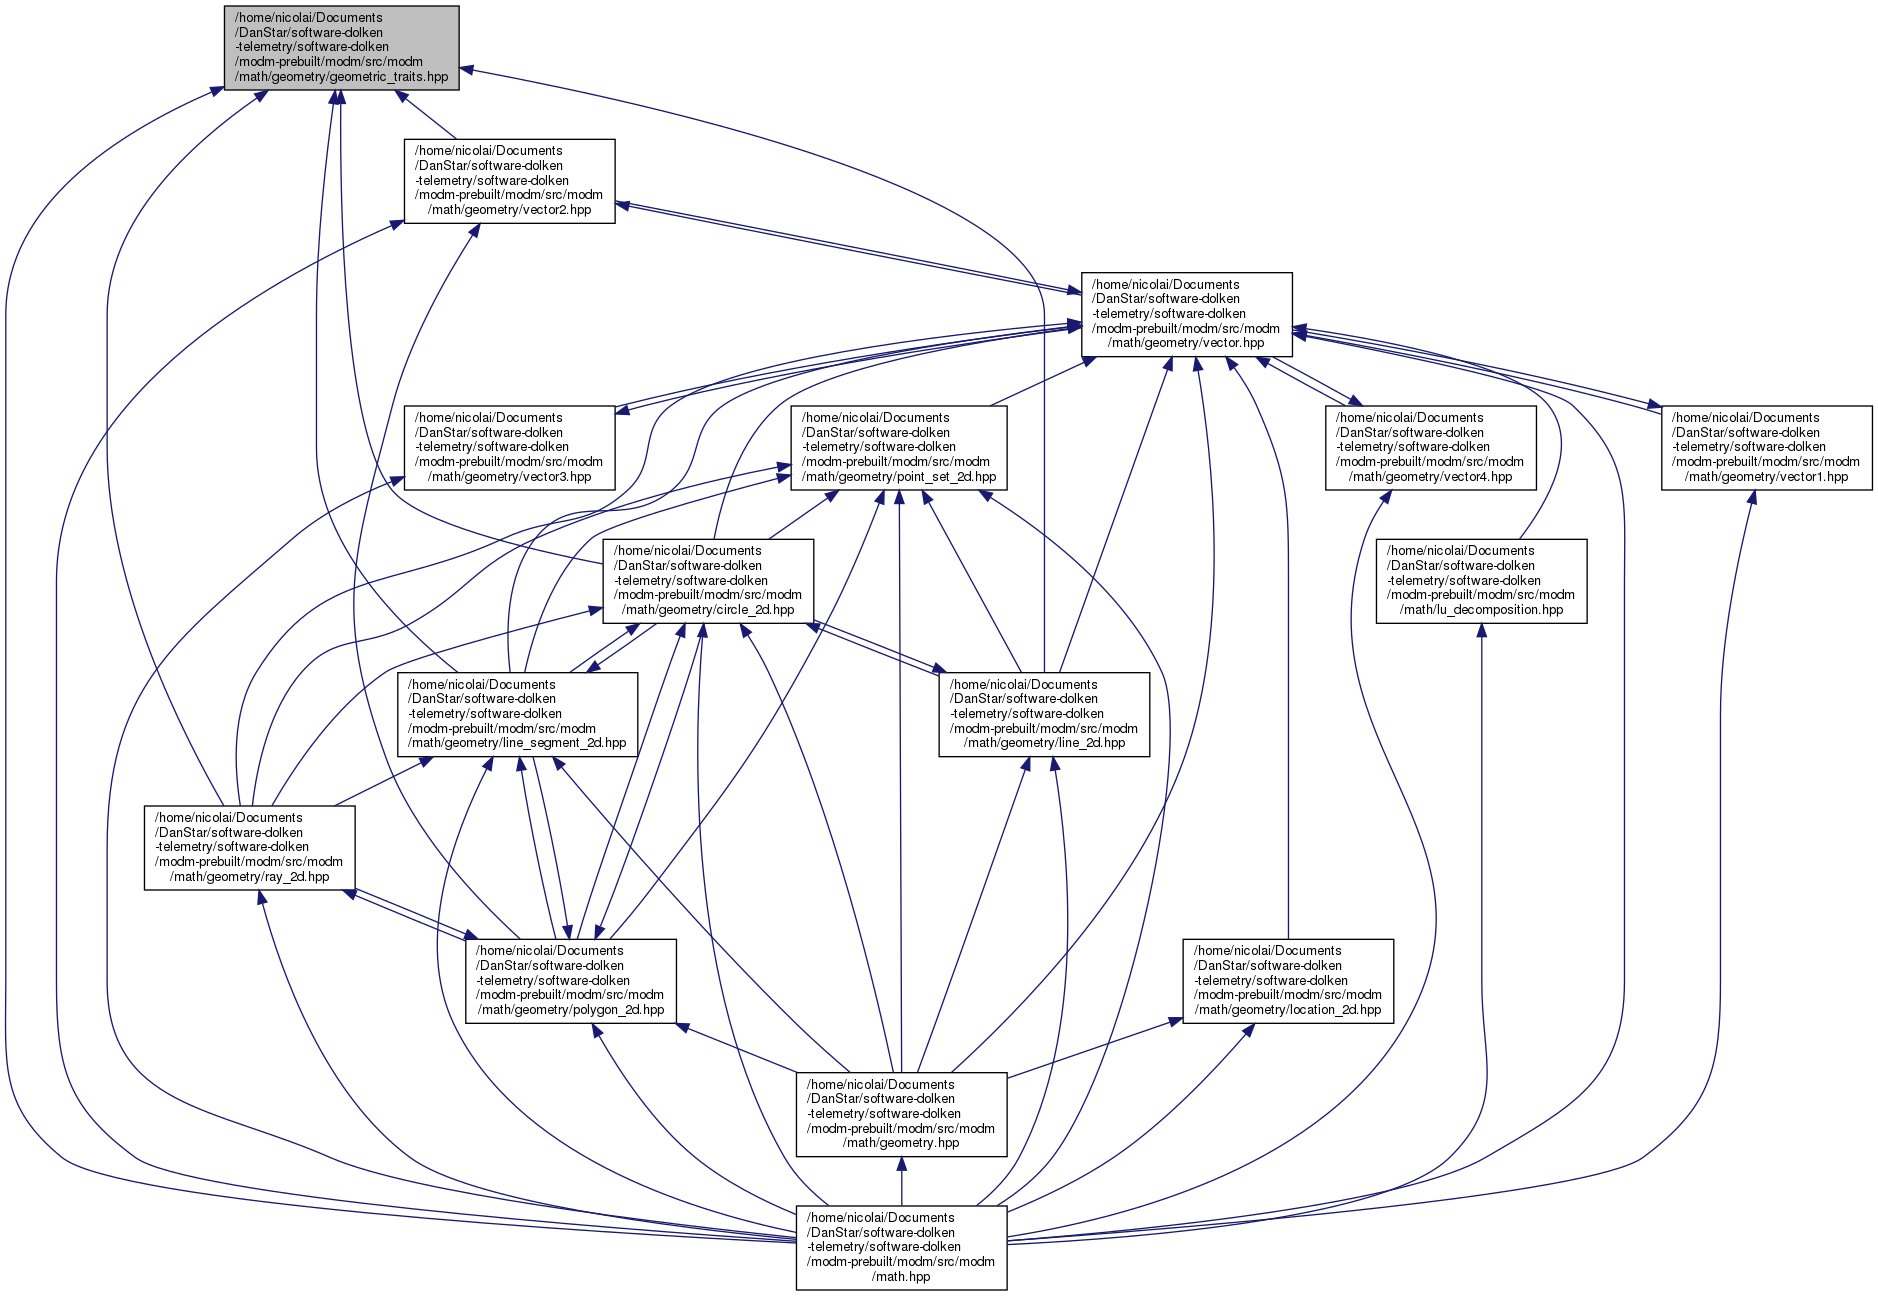 /home/nicolai/Documents
/DanStar/software-dolken
-telemetry/software-dolken
/modm-prebuilt/modm/src/modm
/math/geometry/geometric_traits.hpp
/home/nicolai/Documents
/DanStar/software-dolken
-telemetry/software-dolken
/modm-prebuilt/modm/src/modm
/math/geometry/vector2.hpp
/home/nicolai/Documents
/DanStar/software-dolken
-telemetry/software-dolken
/modm-prebuilt/modm/src/modm
/math/geometry/vector.hpp
/home/nicolai/Documents
/DanStar/software-dolken
-telemetry/software-dolken
/modm-prebuilt/modm/src/modm
/math/geometry/vector3.hpp
/home/nicolai/Documents
/DanStar/software-dolken
-telemetry/software-dolken
/modm-prebuilt/modm/src/modm
/math/geometry/point_set_2d.hpp
/home/nicolai/Documents
/DanStar/software-dolken
-telemetry/software-dolken
/modm-prebuilt/modm/src/modm
/math/geometry/vector4.hpp
/home/nicolai/Documents
/DanStar/software-dolken
-telemetry/software-dolken
/modm-prebuilt/modm/src/modm
/math/geometry/vector1.hpp
/home/nicolai/Documents
/DanStar/software-dolken
-telemetry/software-dolken
/modm-prebuilt/modm/src/modm
/math/geometry/circle_2d.hpp
/home/nicolai/Documents
/DanStar/software-dolken
-telemetry/software-dolken
/modm-prebuilt/modm/src/modm
/math/lu_decomposition.hpp
/home/nicolai/Documents
/DanStar/software-dolken
-telemetry/software-dolken
/modm-prebuilt/modm/src/modm
/math/geometry/line_segment_2d.hpp
/home/nicolai/Documents
/DanStar/software-dolken
-telemetry/software-dolken
/modm-prebuilt/modm/src/modm
/math/geometry/line_2d.hpp
/home/nicolai/Documents
/DanStar/software-dolken
-telemetry/software-dolken
/modm-prebuilt/modm/src/modm
/math/geometry/ray_2d.hpp
/home/nicolai/Documents
/DanStar/software-dolken
-telemetry/software-dolken
/modm-prebuilt/modm/src/modm
/math/geometry/polygon_2d.hpp
/home/nicolai/Documents
/DanStar/software-dolken
-telemetry/software-dolken
/modm-prebuilt/modm/src/modm
/math/geometry/location_2d.hpp
/home/nicolai/Documents
/DanStar/software-dolken
-telemetry/software-dolken
/modm-prebuilt/modm/src/modm
/math/geometry.hpp
/home/nicolai/Documents
/DanStar/software-dolken
-telemetry/software-dolken
/modm-prebuilt/modm/src/modm
/math.hpp